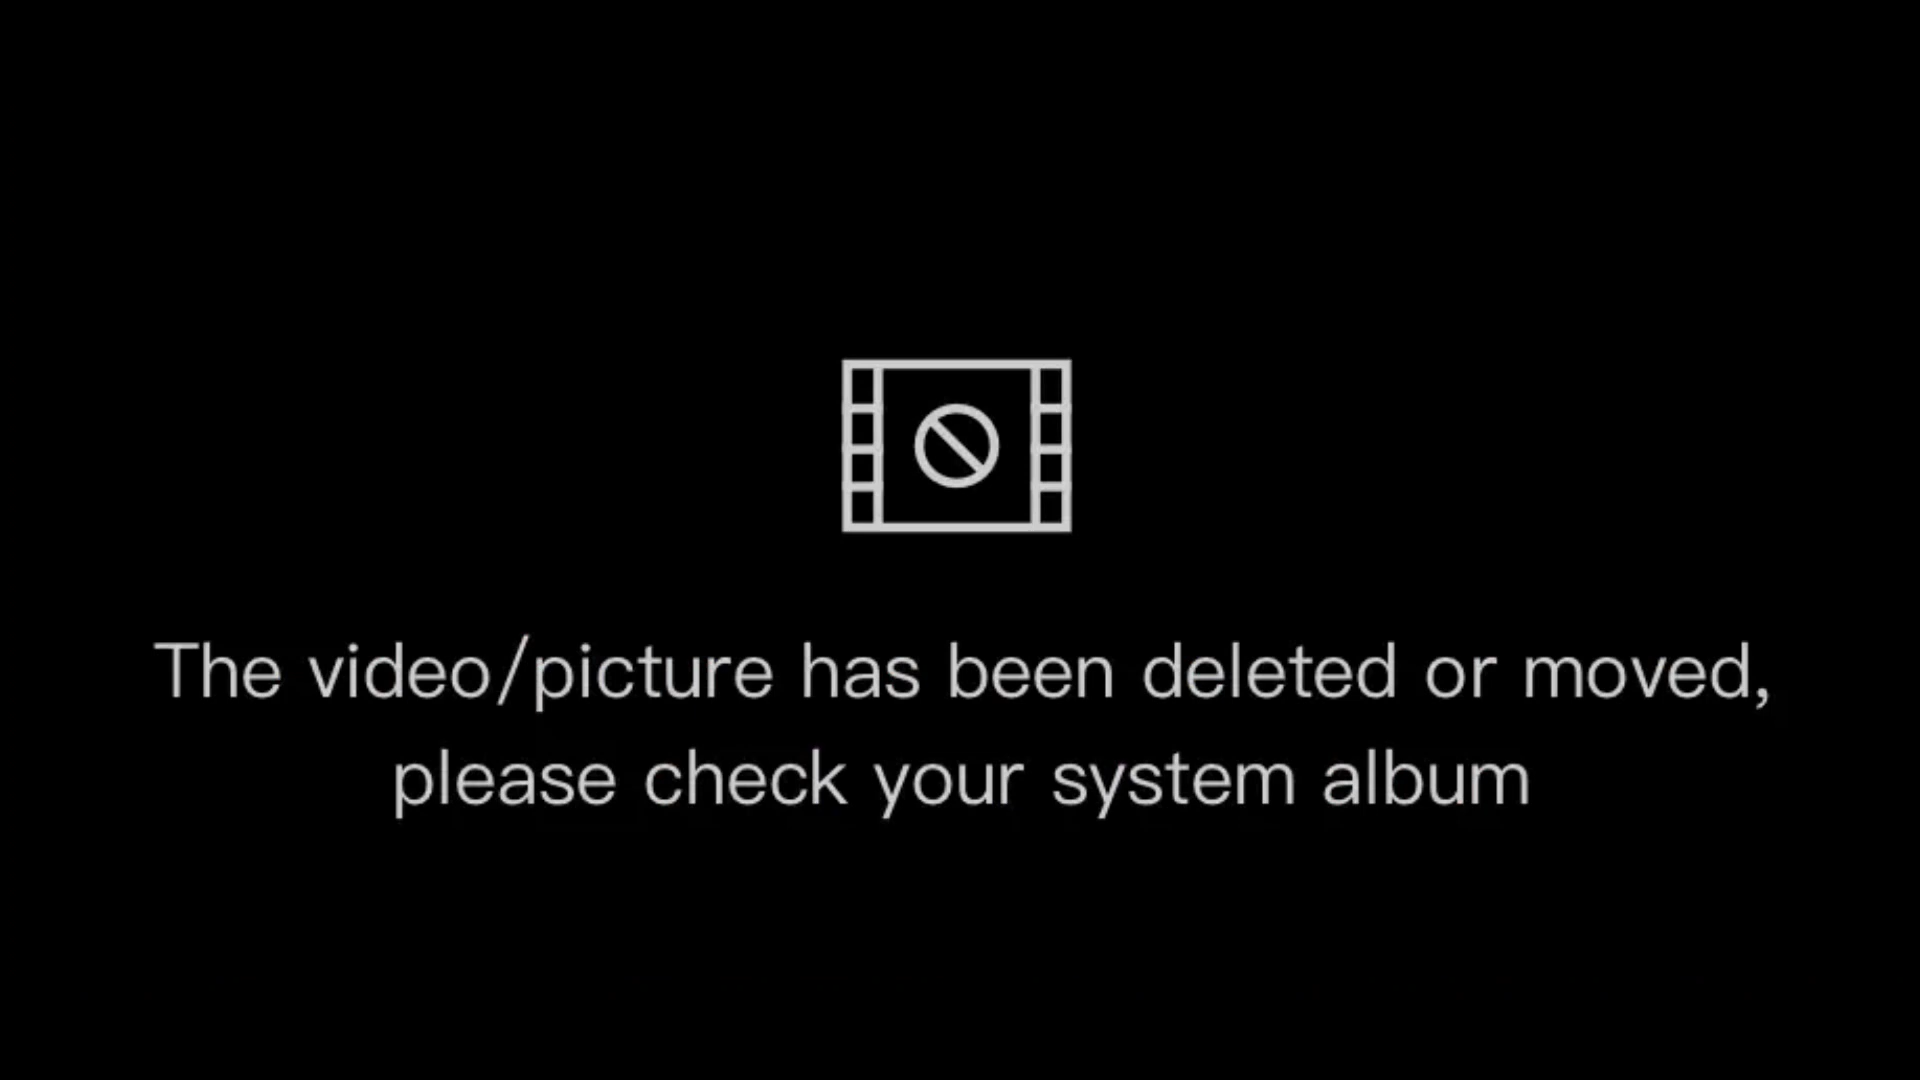 The video/picture has been deleted or moved,
please check your system album